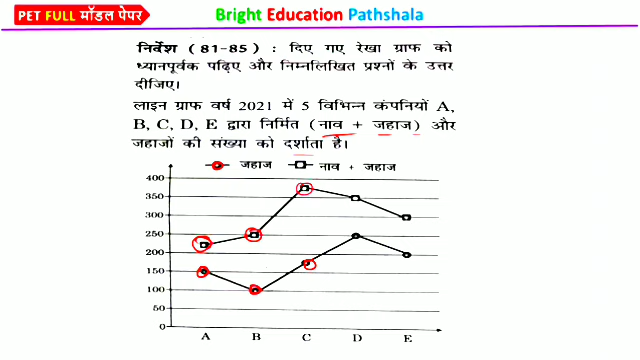 PET FULL मॉडल पेपर
Bright Education Pathshala
निर्देश (81-85) : दिए गए रेखा ग्राफ को
ध्यानपूर्वक पढ़िए और निम्नलिखित प्रश्नों के उत्तर
दीजिए।
लाइन ग्राफ वर्ष 2021 में 5 विभिन्न कंपनियों A,
B, C, D, E द्वारा निर्मित (नाव + जहाज) और
जहाजों की संख्या को दर्शाता है।
जहाज नाव + जहाज
400
350
300
250
200
150
100
50
0
A B C D E